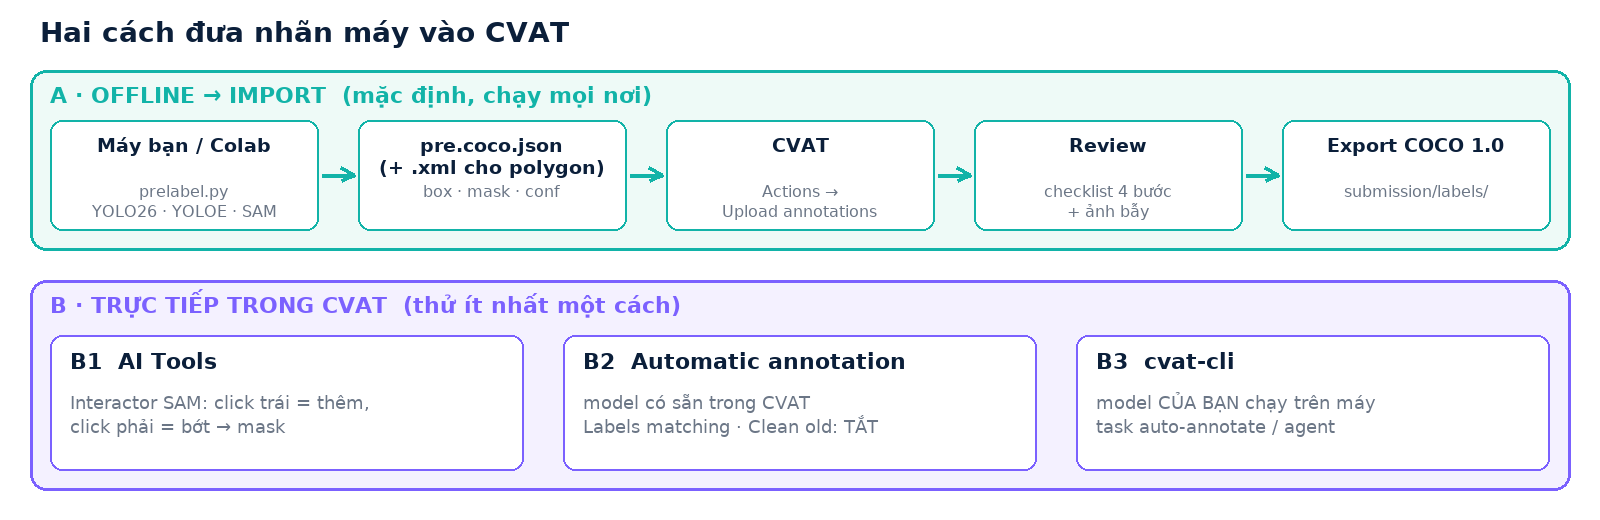 Hai cách đưa nhãn máy vào CVAT
A · OFFLINE → IMPORT (mặc định, chạy mọi nơi)
Máy bạn / Colab
prelabel.py
YOLO26 · YOLOE · SAM
pre.coco.json
(+ .xml cho polygon)
box · mask · conf
CVAT
Actions →
Upload annotations
Review
checklist 4 bước
+ ảnh bẫy
Export COCO 1.0
submission/labels/
B · TRỰC TIẾP TRONG CVAT (thử ít nhất một cách)
B1 AI Tools
Interactor SAM: click trái = thêm,
click phải = bớt → mask
B2 Automatic annotation
model có sẵn trong CVAT
Labels matching · Clean old: TẮT
B3 cvat-cli
model CỦA BẠN chạy trên máy
task auto-annotate / agent